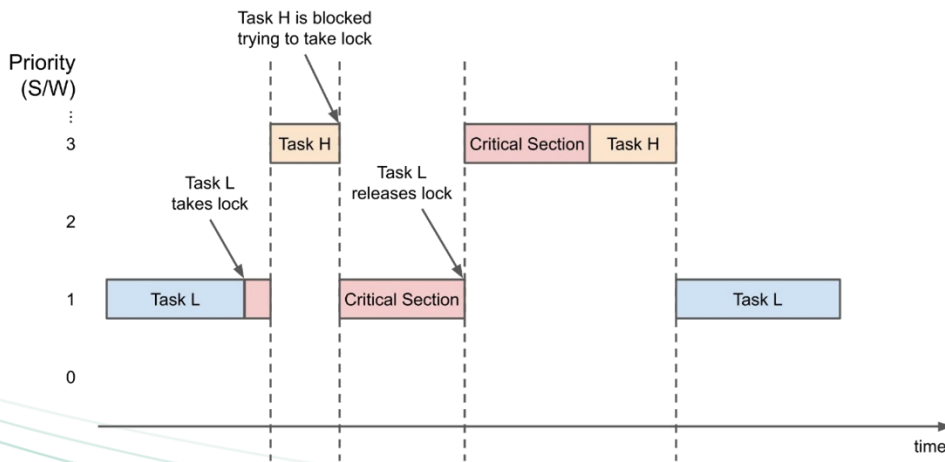 Task H is blocked
trying to take lock
Priority
(S/W)
⋮
3
Task H
Critical Section
Task H
Task L
releases lock
Task L
takes lock
2
1
Task L
Critical Section
Task L
0
time